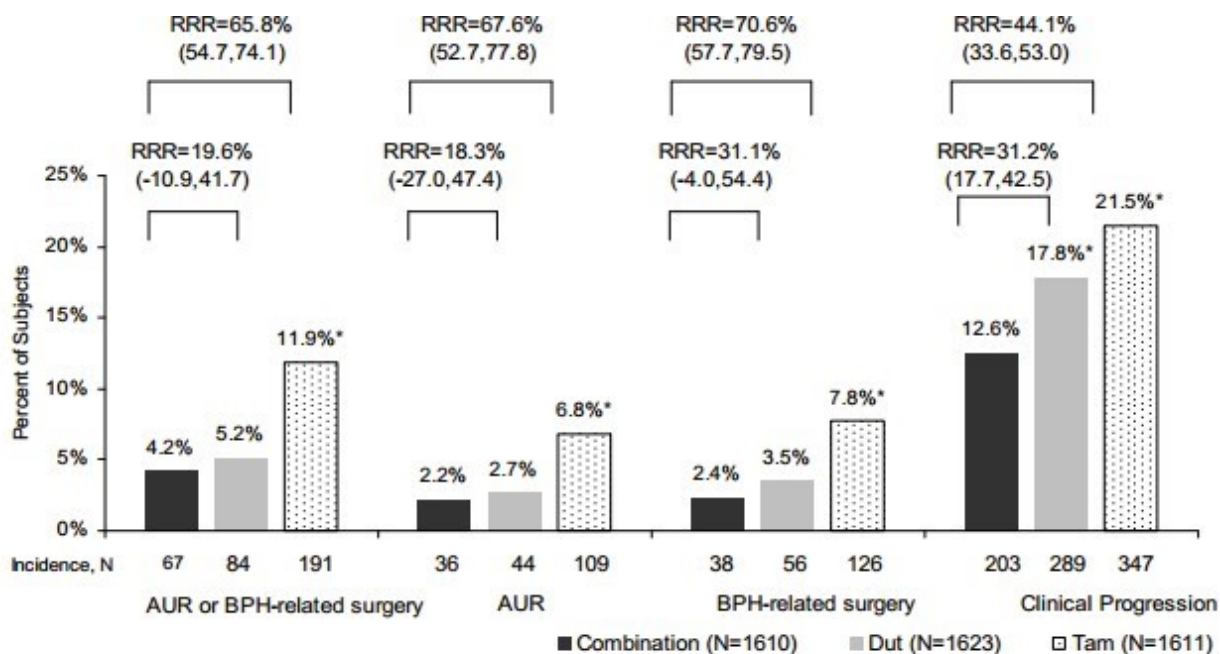 RRR=65.8% RRR=67.6% RRR=70.6% RRR=44.1%
(54.7,74.1) (52.7,77.8) (57.7,79.5) (33.6,53.0)
RRR=19.6% RRR=18.3% RRR=31.1% RRR=31.2%
(-10.9,41.7) (-27.0,47.4) (-4.0,54.4) (17.7,42.5)
Percent of Subjects
25%
20%
15%
10%
5%
0%
4.2% 5.2% 11.9%*
2.2% 2.7% 6.8%*
2.4% 3.5% 7.8%*
12.6% 17.8%* 21.5%*
Incidence, N 67 84 191 36 44 109 38 56 126 203 289 347
AUR or BPH-related surgery AUR BPH-related surgery Clinical Progression
Combination (N=1610) Dut (N=1623) Tam (N=1611)